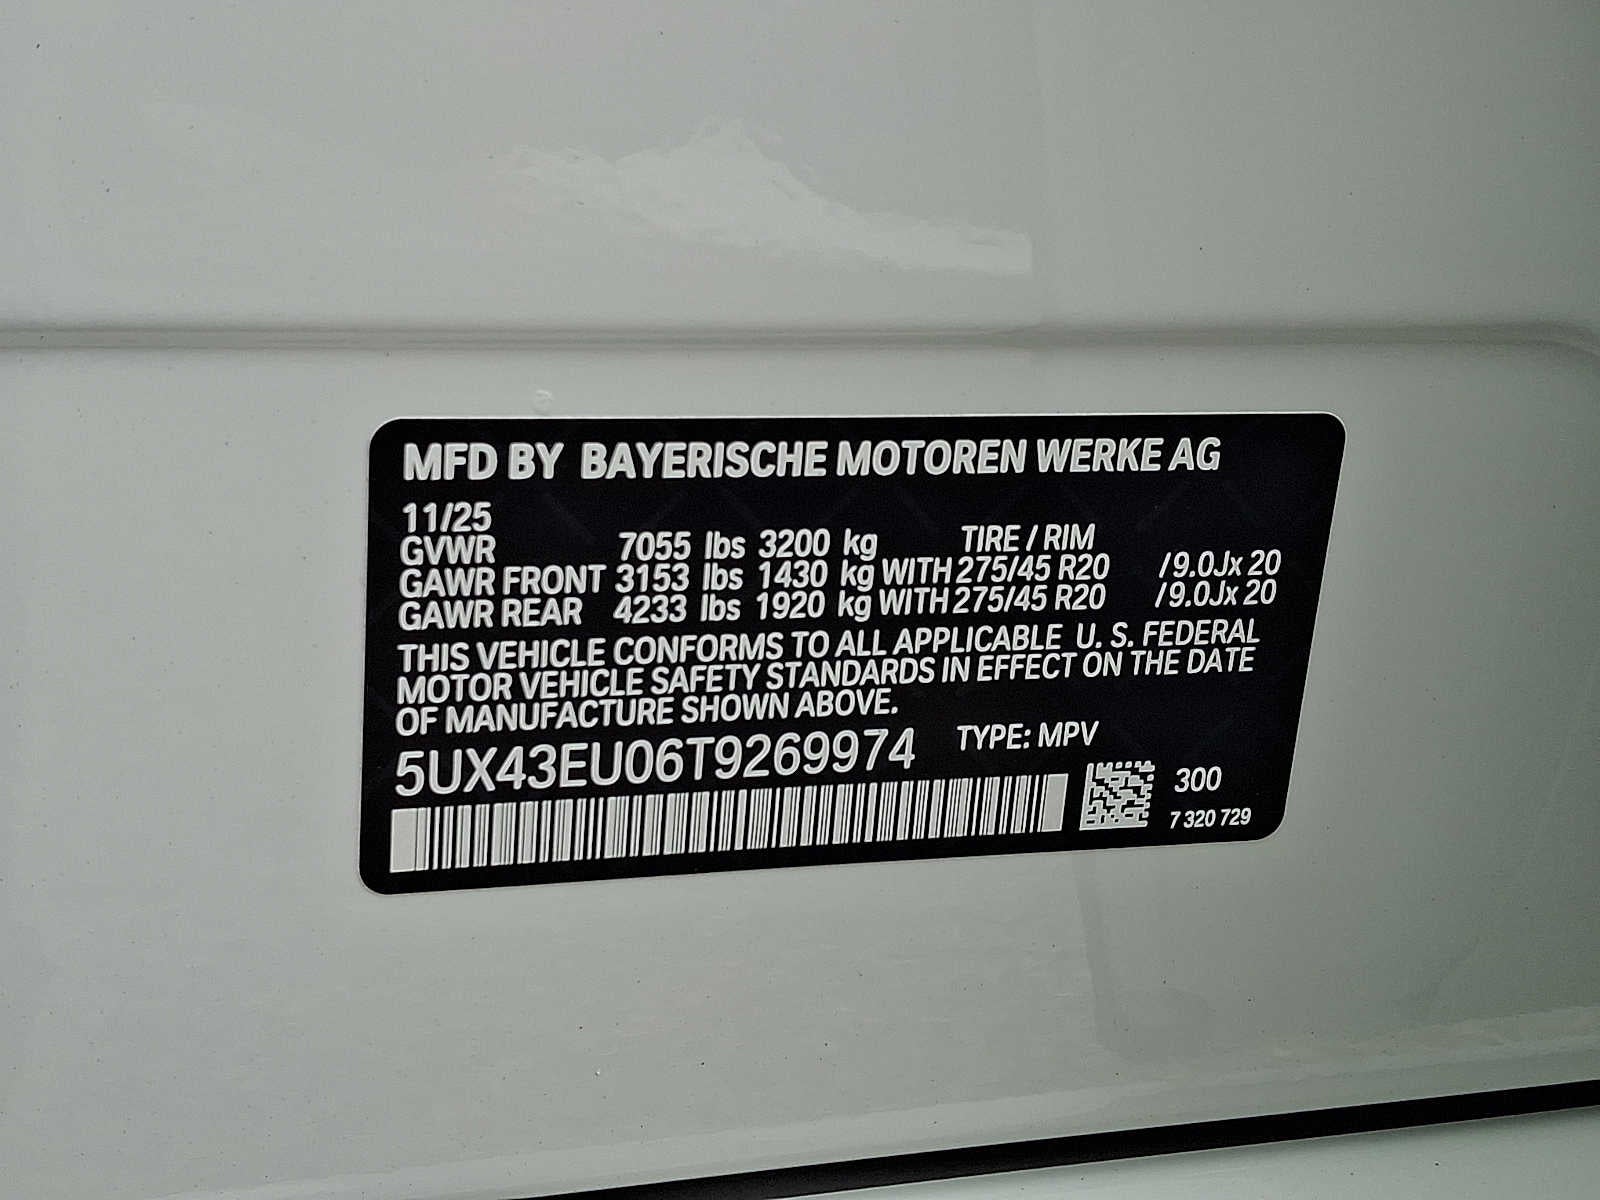 MFD BY BAYERISCHE MOTOREN WERKE AG
11/25
GVWR 7055 lbs 3200 kg TIRE / RIM
GAWR FRONT 3153 lbs 1430 kg WITH 275/45 R20 /9.0Jx 20
GAWR REAR 4233 lbs 1920 kg WITH 275/45 R20 /9.0Jx 20
THIS VEHICLE CONFORMS TO ALL APPLICABLE U. S. FEDERAL
MOTOR VEHICLE SAFETY STANDARDS IN EFFECT ON THE DATE
OF MANUFACTURE SHOWN ABOVE.
5UX43EU06T9269974 TYPE: MPV
300
7 320 729